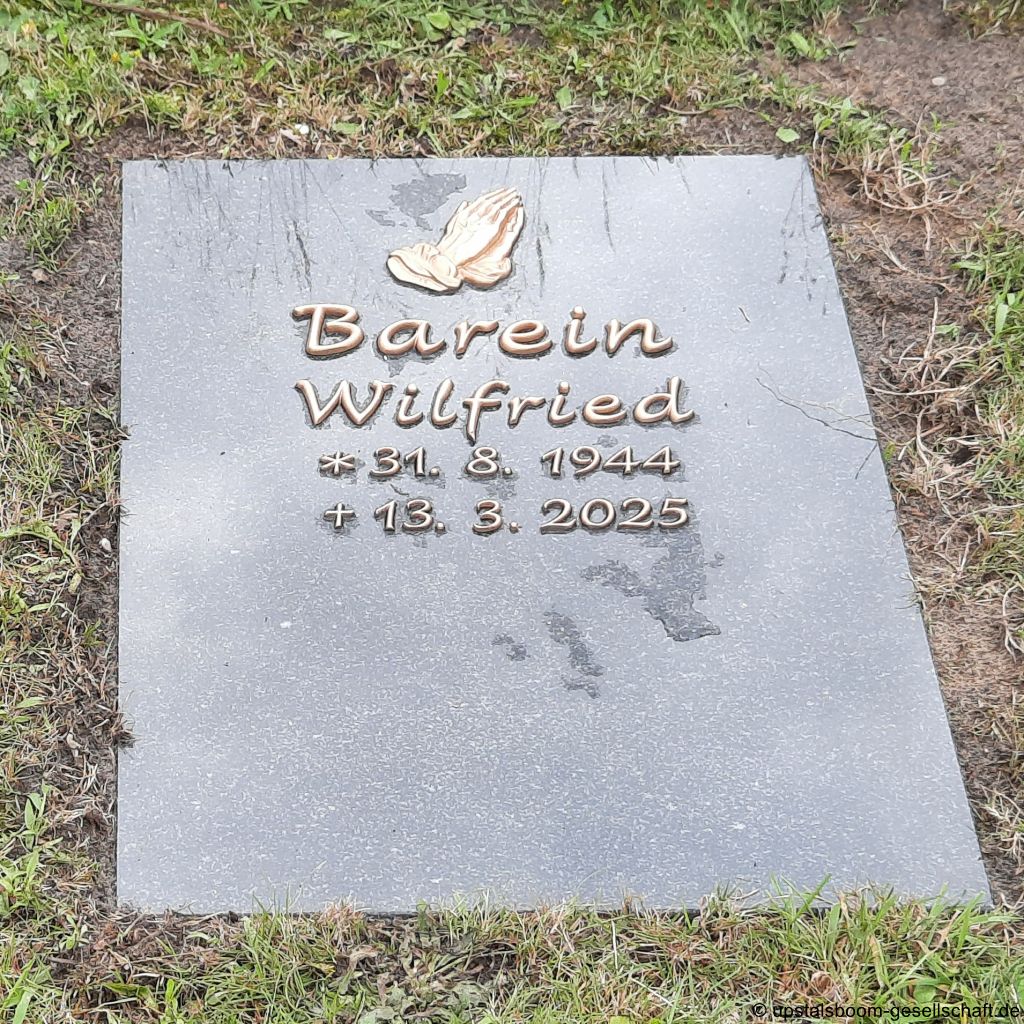 Barein
Wilfried
* 31. 8. 1944
+ 13. 3. 2025
© upstalsboom-gesellschaft.de